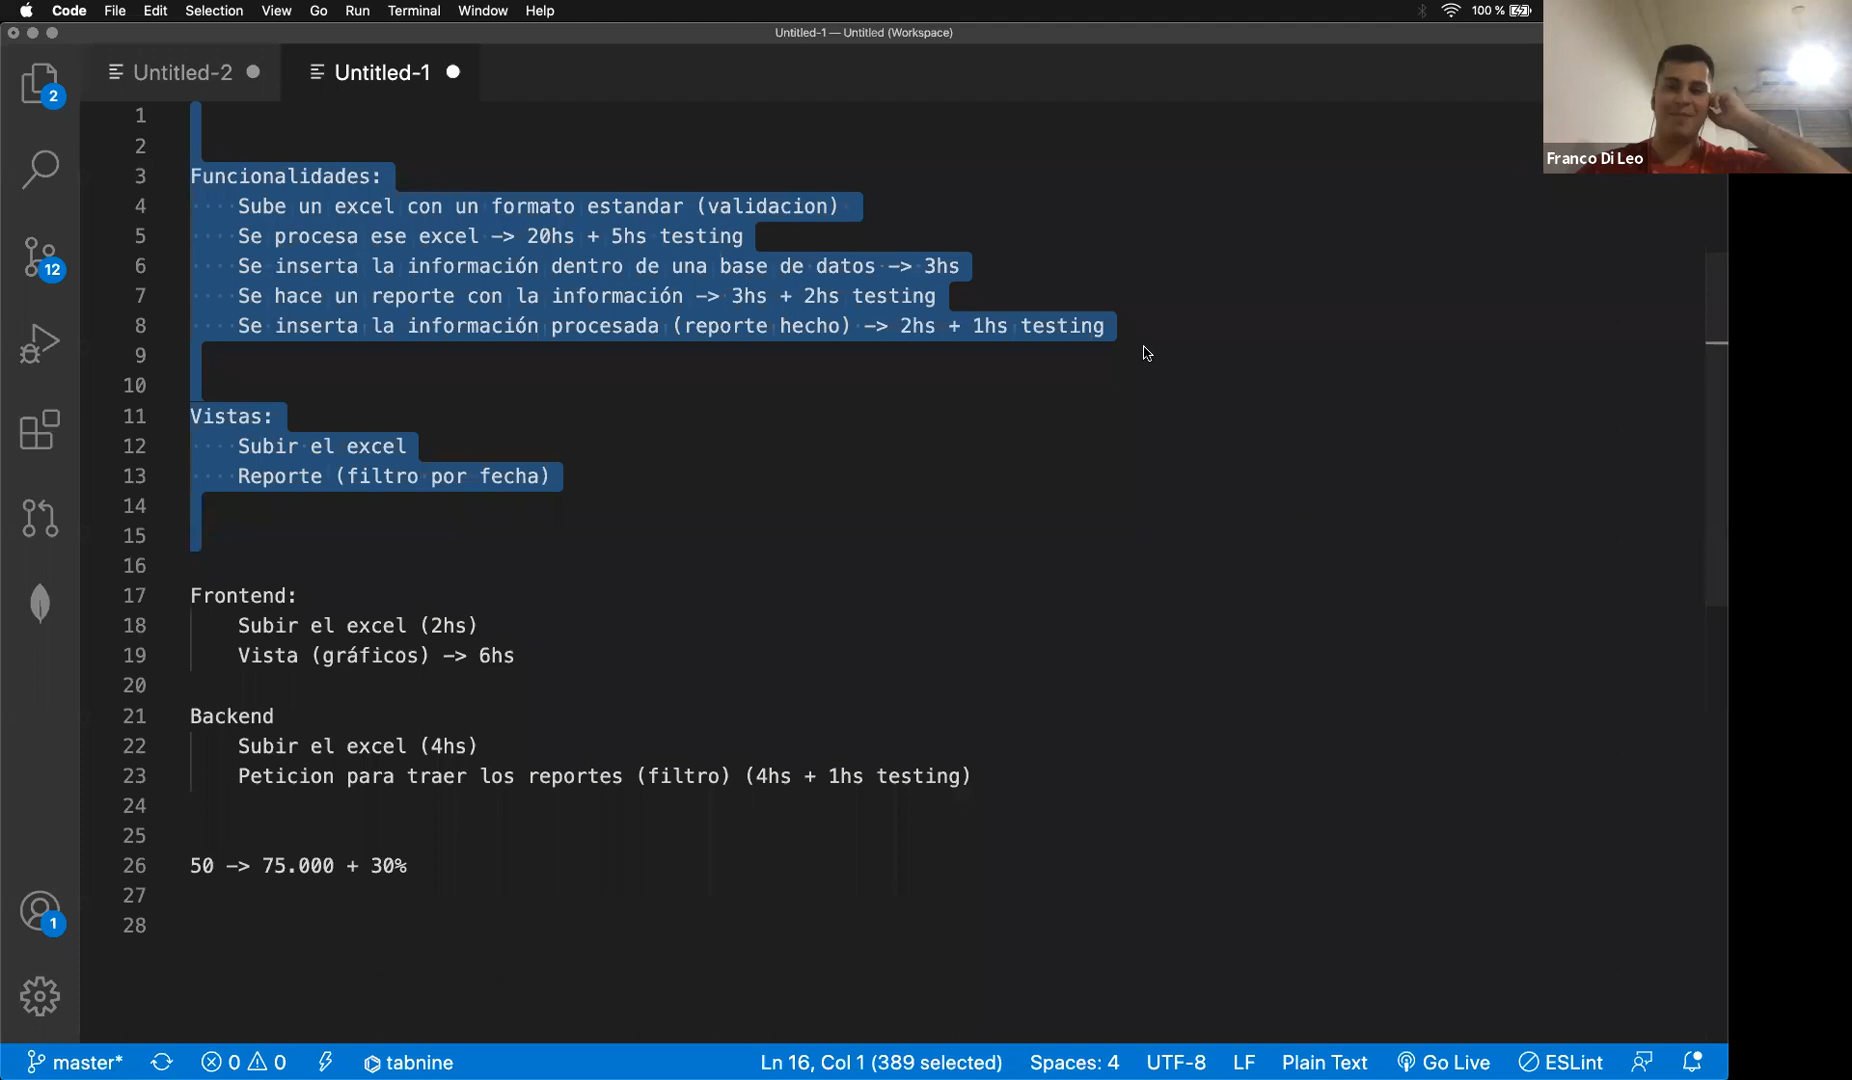 Code File Edit Selection View Go Run Terminal Window Help 100 %
Untitled-1 — Untitled (Workspace)
Untitled-2 Untitled-1
Franco Di Leo
1
2
3 Funcionalidades:
4 Sube un excel con un formato estandar (validacion)
5 Se procesa ese excel -> 20hs + 5hs testing
6 Se inserta la información dentro de una base de datos -> 3hs
7 Se hace un reporte con la información -> 3hs + 2hs testing
8 Se inserta la información procesada (reporte hecho) -> 2hs + 1hs testing
9
10
11 Vistas:
12 Subir el excel
13 Reporte (filtro por fecha)
14
15
16
17 Frontend:
18 Subir el excel (2hs)
19 Vista (gráficos) -> 6hs
20
21 Backend
22 Subir el excel (4hs)
23 Peticion para traer los reportes (filtro) (4hs + 1hs testing)
24
25
26 50 -> 75.000 + 30%
27
28
2
12
1
master* 0 0 tabnine Ln 16, Col 1 (389 selected) Spaces: 4 UTF-8 LF Plain Text Go Live ESLint